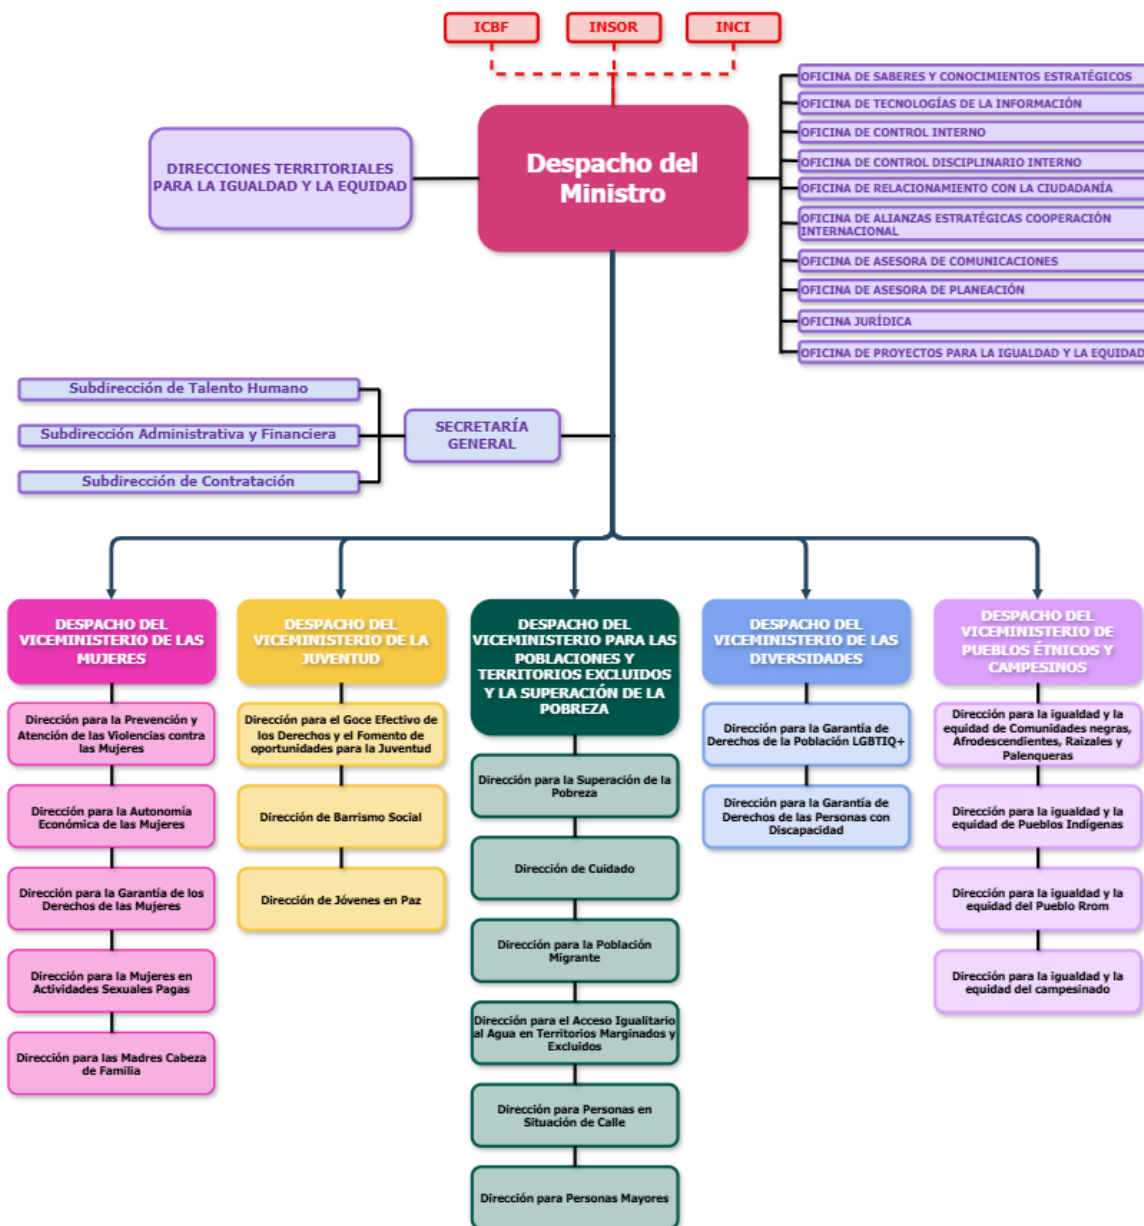 ICBF
INSOR
INCI
DIRECCIONES TERRITORIALES
PARA LA IGUALDAD Y LA EQUIDAD
Despacho del
Ministro
OFICINA DE SABERES Y CONOCIMIENTOS ESTRATÉGICOS
OFICINA DE TECNOLOGÍAS DE LA INFORMACIÓN
OFICINA DE CONTROL INTERNO
OFICINA DE CONTROL DISCIPLINARIO INTERNO
OFICINA DE RELACIONAMIENTO CON LA CIUDADANÍA
OFICINA DE ALIANZAS ESTRATÉGICAS COOPERACIÓN
INTERNACIONAL
OFICINA DE ASESORA DE COMUNICACIONES
OFICINA DE ASESORA DE PLANEACIÓN
OFICINA JURÍDICA
OFICINA DE PROYECTOS PARA LA IGUALDAD Y LA EQUIDAD
Subdirección de Talento Humano
Subdirección Administrativa y Financiera
Subdirección de Contratación
SECRETARÍA
GENERAL
DESPACHO DEL
VICEMINISTERIO DE LAS
MUJERES
Dirección para la Prevención y
Atención de las Violencias contra
las Mujeres
Dirección para la Autonomía
Económica de las Mujeres
Dirección para la Garantía de los
Derechos de las Mujeres
Dirección para la Mujeres en
Actividades Sexuales Pagas
Dirección para las Madres Cabeza
de Familia
DESPACHO DEL
VICEMINISTERIO DE LA
JUVENTUD
Dirección para el Goce Efectivo de
los Derechos y el Fomento de
oportunidades para la Juventud
Dirección de Barrismo Social
Dirección de Jóvenes en Paz
DESPACHO DEL
VICEMINISTERIO PARA LAS
POBLACIONES Y
TERRITORIOS EXCLUIDOS
Y LA SUPERACIÓN DE LA
POBREZA
Dirección para la Superación de la
Pobreza
Dirección de Cuidado
Dirección para la Población
Migrante
Dirección para el Acceso Igualitario
al Agua en Territorios Marginados y
Excluidos
Dirección para Personas en
Situación de Calle
Dirección para Personas Mayores
DESPACHO DEL
VICEMINISTERIO DE LAS
DIVERSIDADES
Dirección para la Garantía de
Derechos de la Población LGBTIQ+
Dirección para la Garantía de
Derechos de las Personas con
Discapacidad
DESPACHO DEL
VICEMINISTERIO DE
PUEBLOS ÉTNICOS Y
CAMPESINOS
Dirección para la igualdad y la
equidad de Comunidades negras,
Afrodescendientes, Raizales y
Palenqueras
Dirección para la igualdad y la
equidad de Pueblos Indígenas
Dirección para la igualdad y la
equidad del Pueblo Rrom
Dirección para la igualdad y la
equidad del campesinado